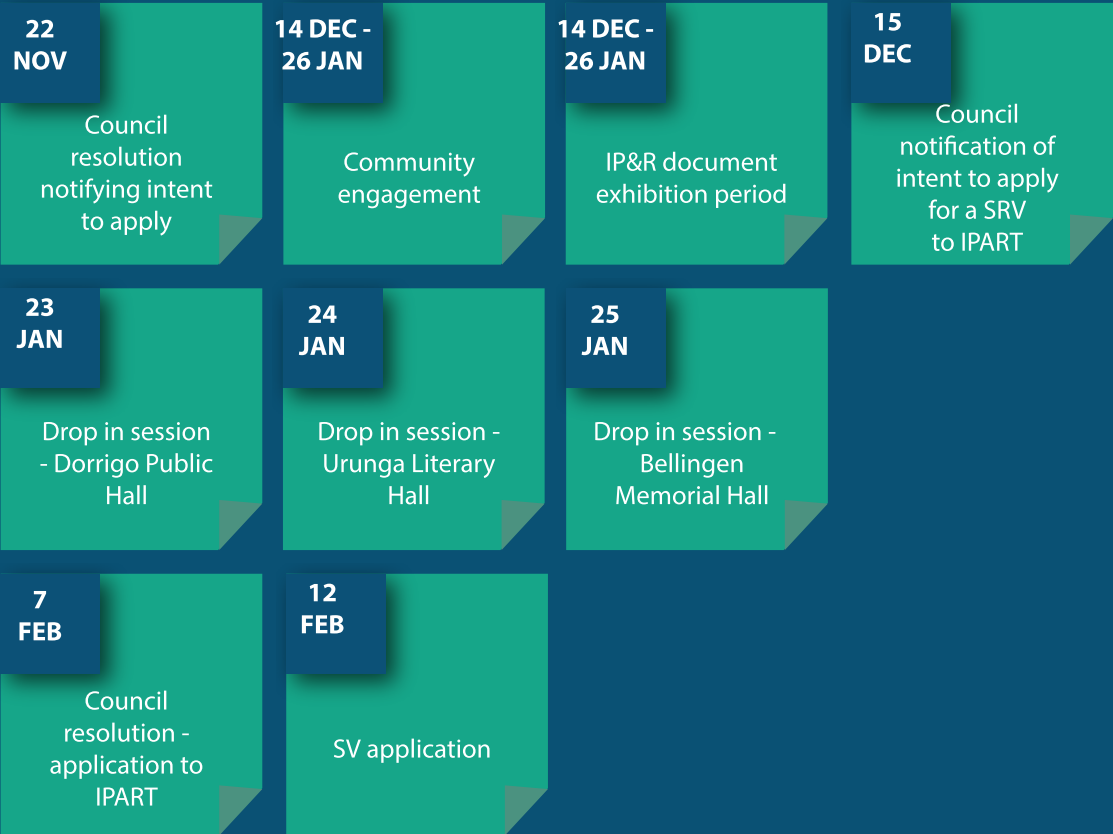 22
NOV
Council
resolution
notifying intent
to apply
14 DEC -
26 JAN
Community
engagement
14 DEC -
26 JAN
IP&R document
exhibition period
15
DEC
Council
notification of
intent to apply
for a SRV
to IPART
23
JAN
Drop in session
- Dorrigo Public
Hall
24
JAN
Drop in session -
Urunga Literary
Hall
25
JAN
Drop in session -
Bellingen
Memorial Hall
7
FEB
Council
resolution -
application to
IPART
12
FEB
SV application